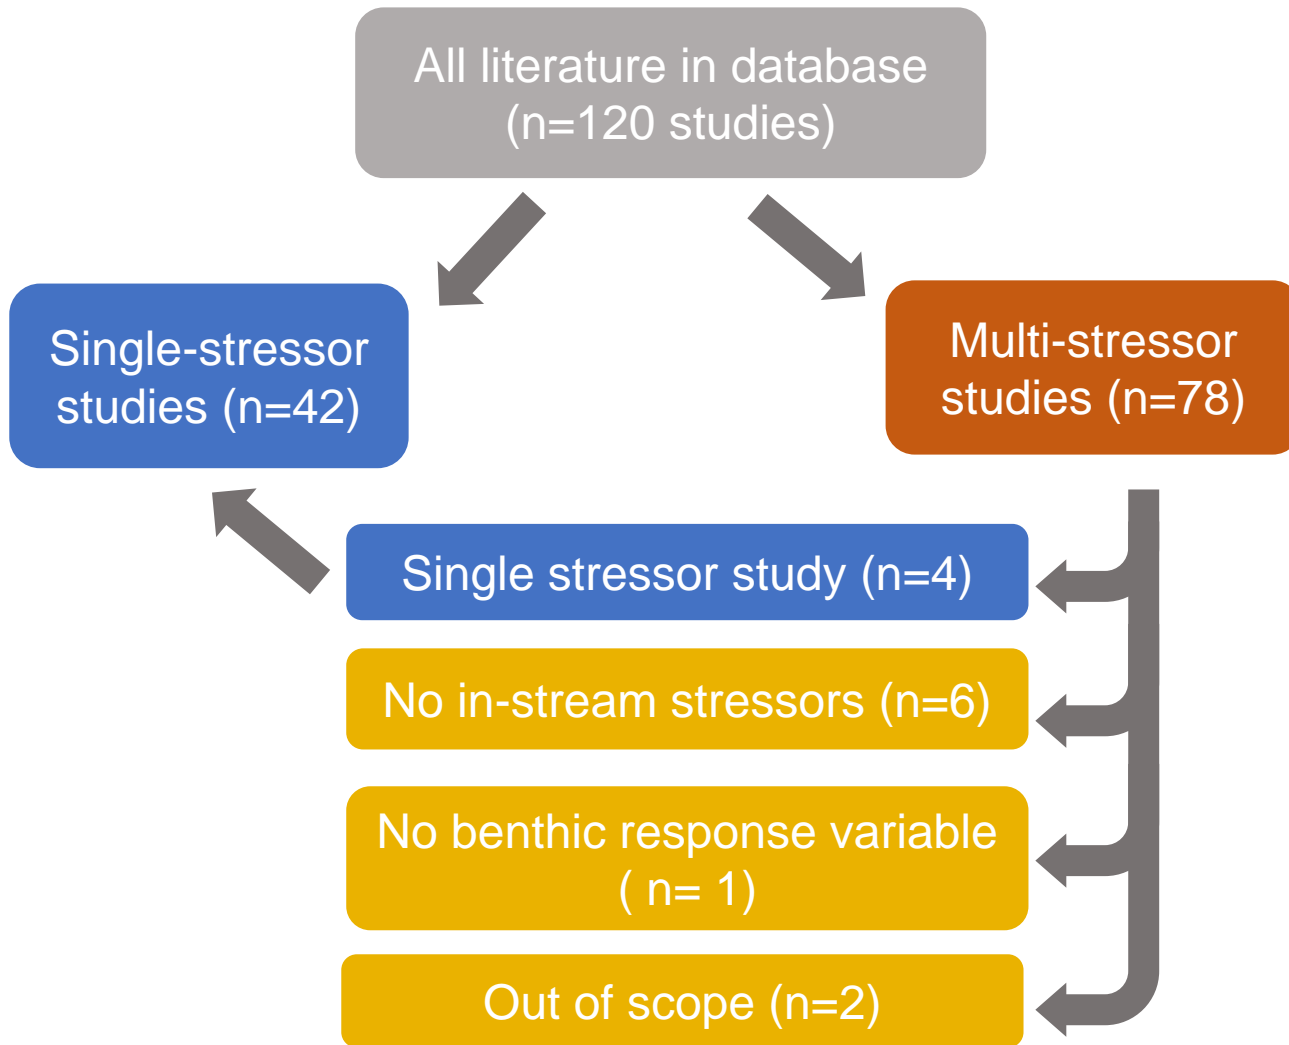 All literature in database
(n=120 studies)
Single-stressor
studies (n=42)
Multi-stressor
studies (n=78)
Single stressor study (n=4)
No in-stream stressors (n=6)
No benthic response variable
( n= 1)
Out of scope (n=2)